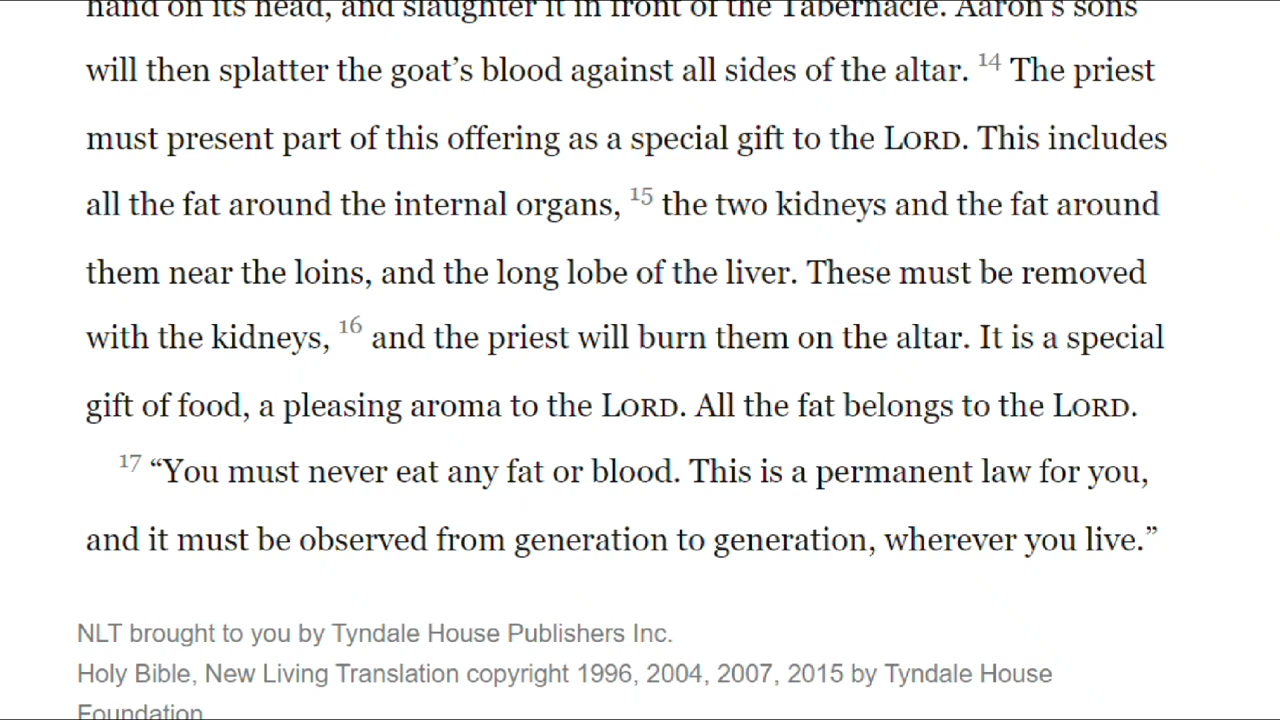 hand on its head, and slaughter it in front of the Tabernacle. Aaron’s sons
will then splatter the goat’s blood against all sides of the altar. 14 The priest
must present part of this offering as a special gift to the LORD. This includes
all the fat around the internal organs, 15 the two kidneys and the fat around
them near the loins, and the long lobe of the liver. These must be removed
with the kidneys, 16 and the priest will burn them on the altar. It is a special
gift of food, a pleasing aroma to the LORD. All the fat belongs to the LORD.
17 “You must never eat any fat or blood. This is a permanent law for you,
and it must be observed from generation to generation, wherever you live.”
NLT brought to you by Tyndale House Publishers Inc.
Holy Bible, New Living Translation copyright 1996, 2004, 2007, 2015 by Tyndale House
Foundation